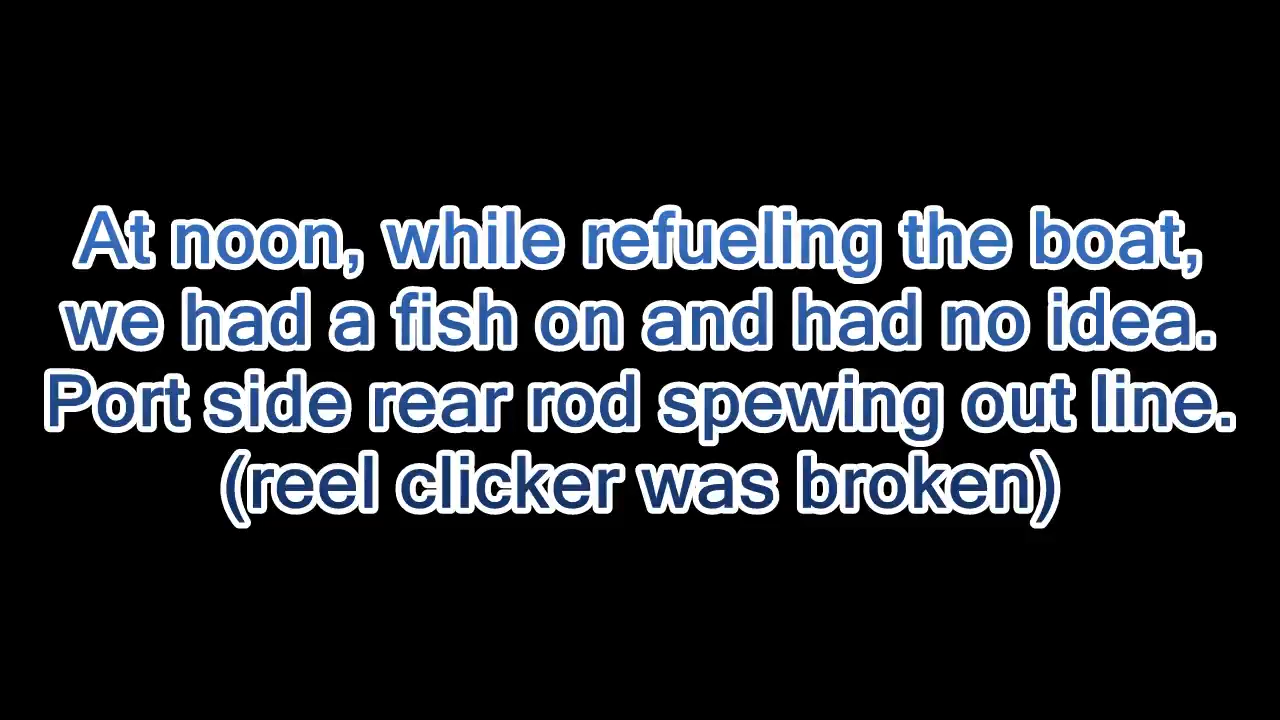 At noon, while refueling the boat,
we had a fish on and had no idea.
Port side rear rod spewing out line.
(reel clicker was broken)